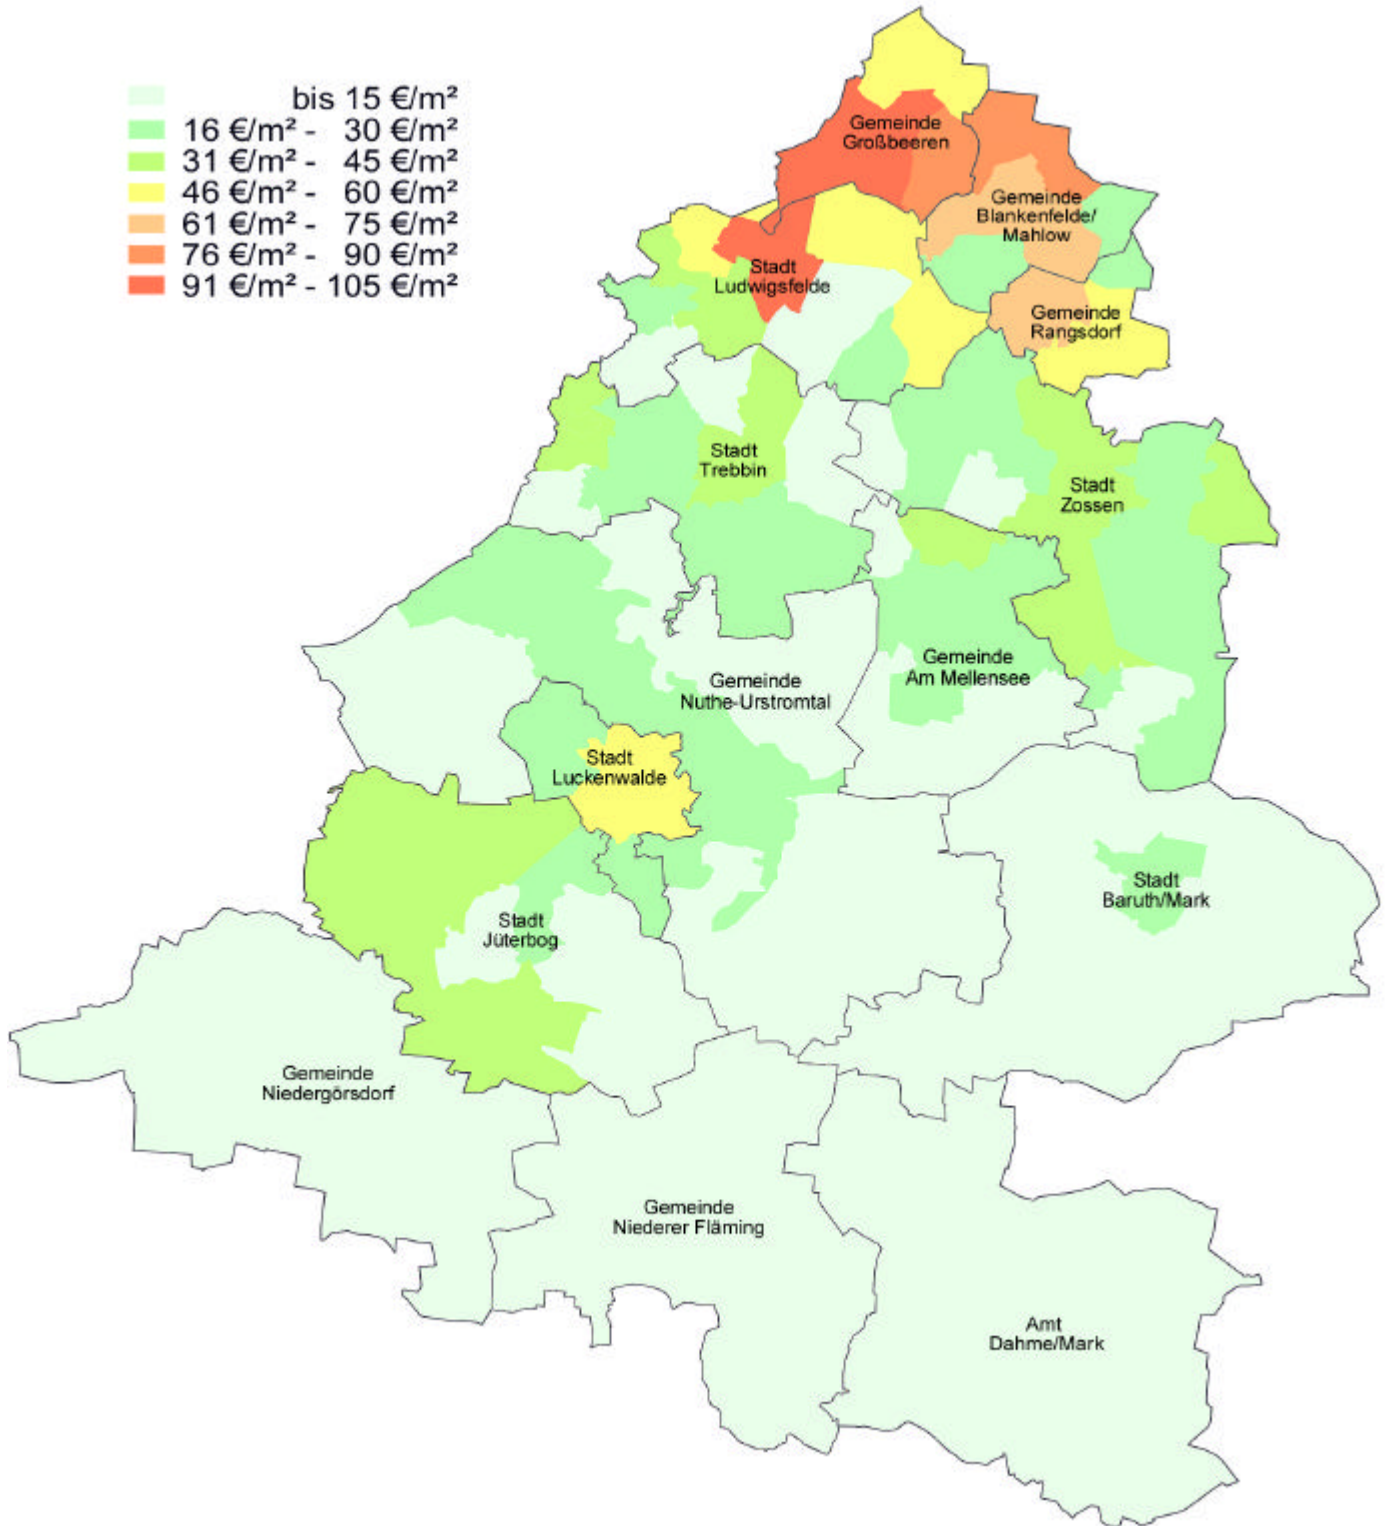 bis 15 €/m²
16 €/m² - 30 €/m²
31 €/m² - 45 €/m²
46 €/m² - 60 €/m²
61 €/m² - 75 €/m²
76 €/m² - 90 €/m²
91 €/m² - 105 €/m²
Gemeinde
Großbeeren
Gemeinde
Blankenfelde/
Mahlow
Stadt
Ludwigsfelde
Gemeinde
Rangsdorf
Stadt
Trebbin
Stadt
Zossen
Gemeinde
Am Mellensee
Gemeinde
Nuthe-Urstromtal
Stadt
Luckenwalde
Stadt
Baruth/Mark
Stadt
Jüterbog
Gemeinde
Niedergörsdorf
Gemeinde
Niederer Fläming
Amt
Dahme/Mark